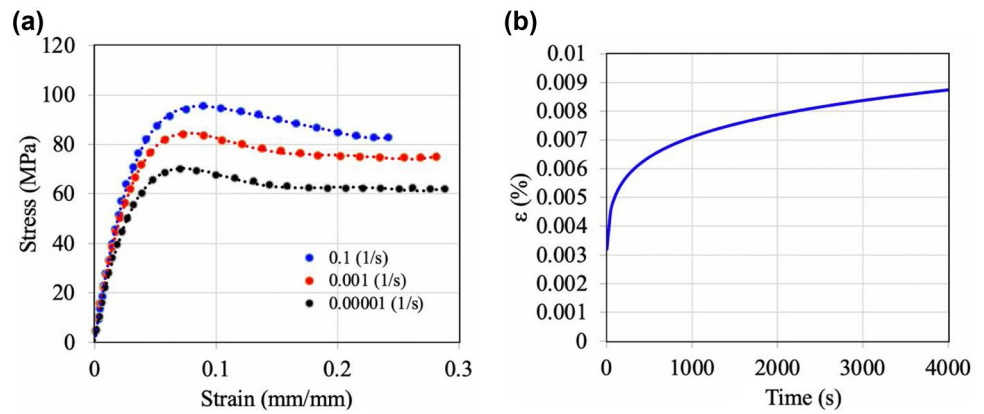 (a)
120
100
80
60
40
20
0
Stress (MPa)
0.1 (1/s)
0.001 (1/s)
0.00001 (1/s)
0 0.1 0.2 0.3
Strain (mm/mm)
(b)
0.01
0.009
0.008
0.007
0.006
0.005
0.004
0.003
0.002
0.001
0
ε (%)
0 1000 2000 3000 4000
Time (s)